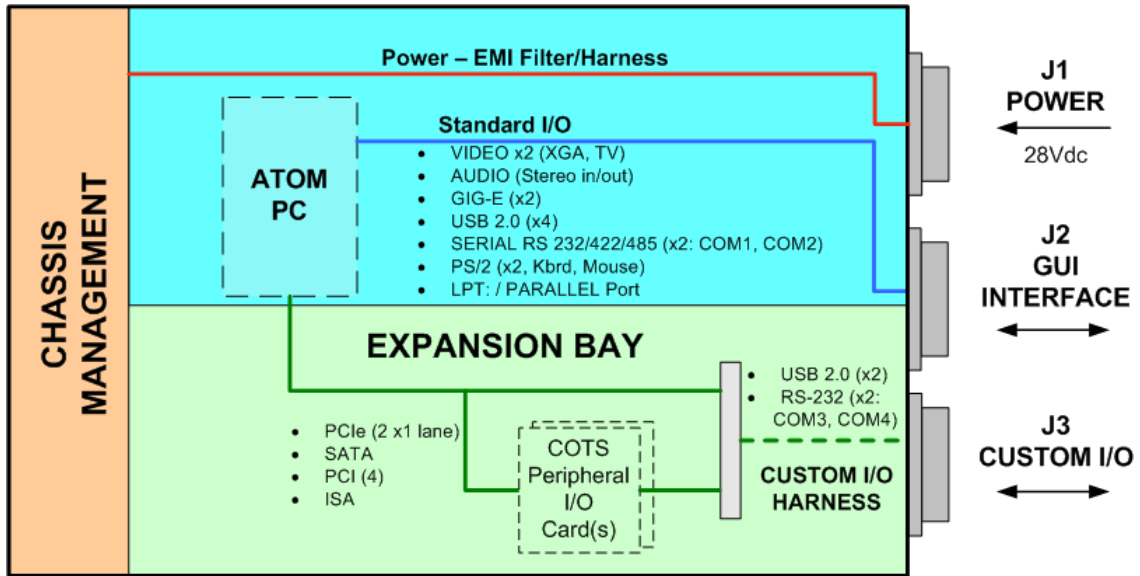 CHASSIS
MANAGEMENT
Power – EMI Filter/Harness
ATOM
PC
Standard I/O
• VIDEO x2 (XGA, TV)
• AUDIO (Stereo in/out)
• GIG-E (x2)
• USB 2.0 (x4)
• SERIAL RS 232/422/485 (x2: COM1, COM2)
• PS/2 (x2, Kbrd, Mouse)
• LPT: / PARALLEL Port
EXPANSION BAY
• PCIe (2 x1 lane)
• SATA
• PCI (4)
• ISA
COTS
Peripheral
I/O
Card(s)
• USB 2.0 (x2)
• RS-232 (x2:
COM3, COM4)
CUSTOM I/O
HARNESS
J1
POWER
28Vdc
J2
GUI
INTERFACE
J3
CUSTOM I/O